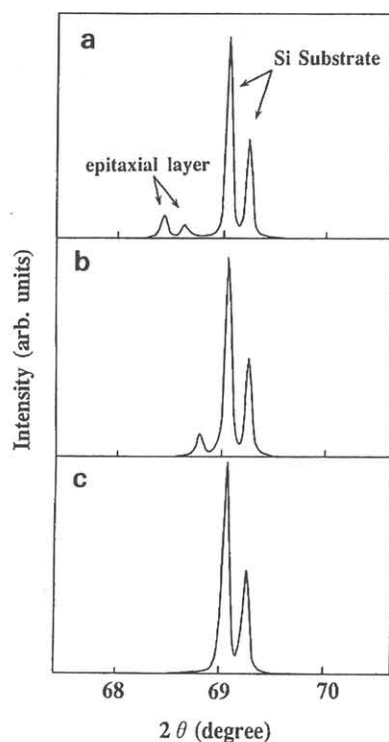 a
Si Substrate
epitaxial layer
b
c
Intensity (arb. units)
68
69
70
2 θ (degree)